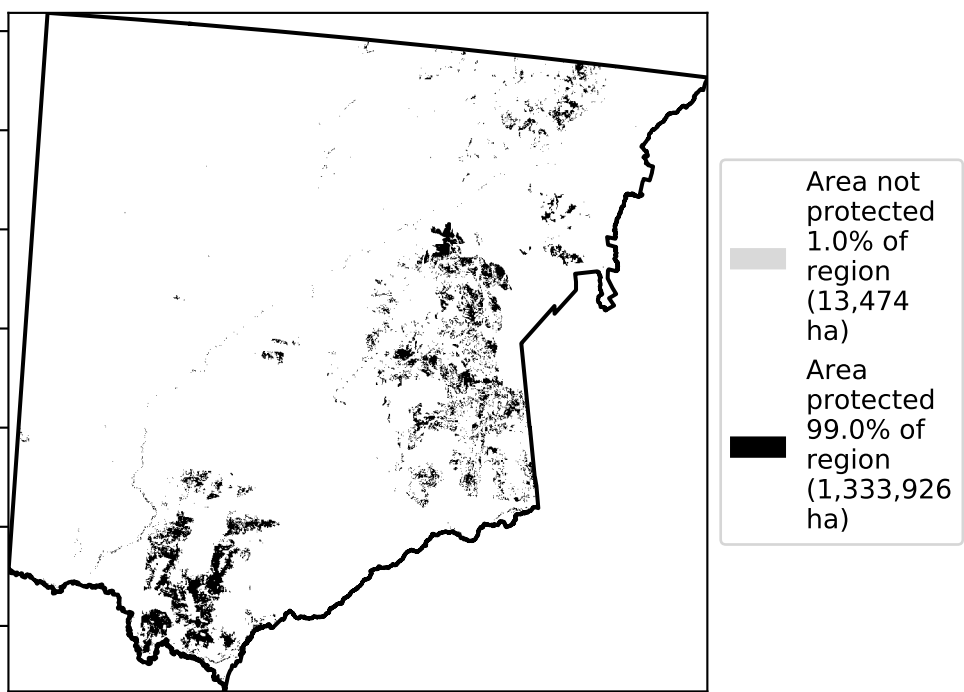 Area not
protected
1.0% of
region
(13,474
ha)
Area
protected
99.0% of
region
(1,333,926
ha)